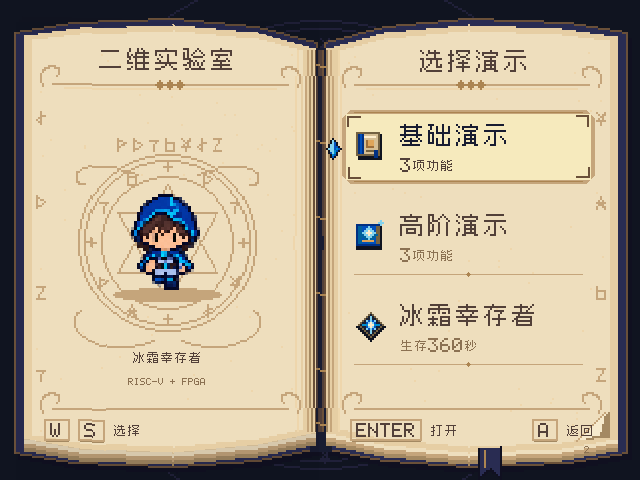 二维实验室
冰霜幸存者
RISC-V + FPGA
W S 选择
选择演示
基础演示
3项功能
高阶演示
3项功能
冰霜幸存者
生存360秒
ENTER 打开
A 返回